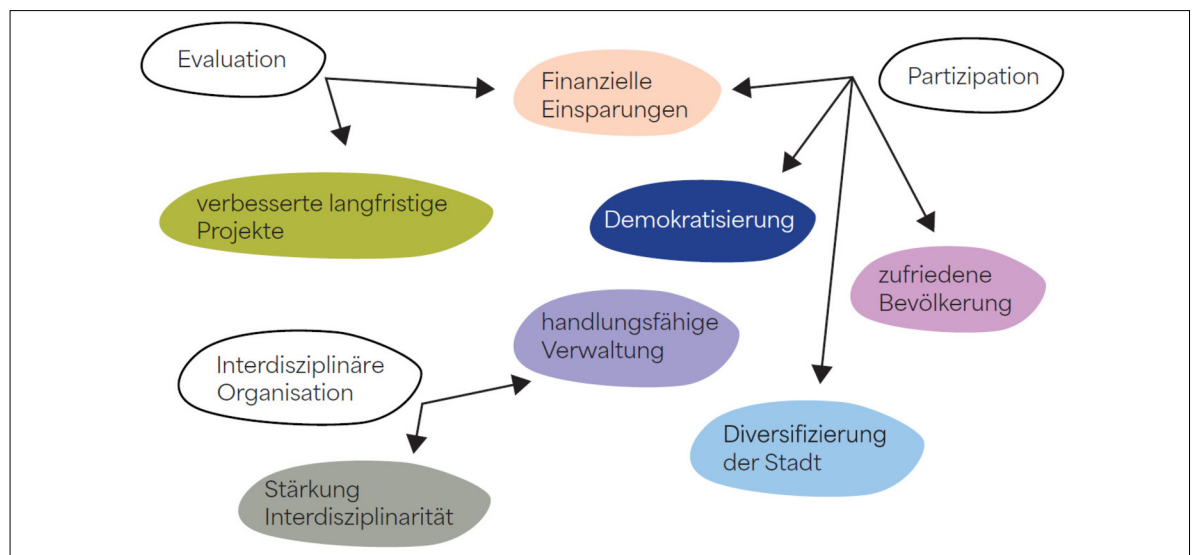 Evaluation
Finanzielle
Einsparungen
Partizipation
verbesserte langfristige
Projekte
Demokratisierung
zufriedene
Bevölkerung
handlungsfähige
Verwaltung
Interdisziplinäre
Organisation
Diversifizierung
der Stadt
Stärkung
Interdisziplinarität